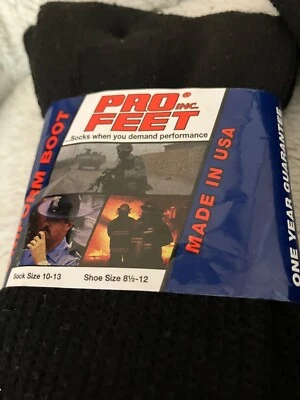 PRO
INC.
FEET
Socks when you demand performance
BOOT
MADE IN USA
ONE YEAR GUARANTEE
Sock Size 10-13
Shoe Size 8½-12